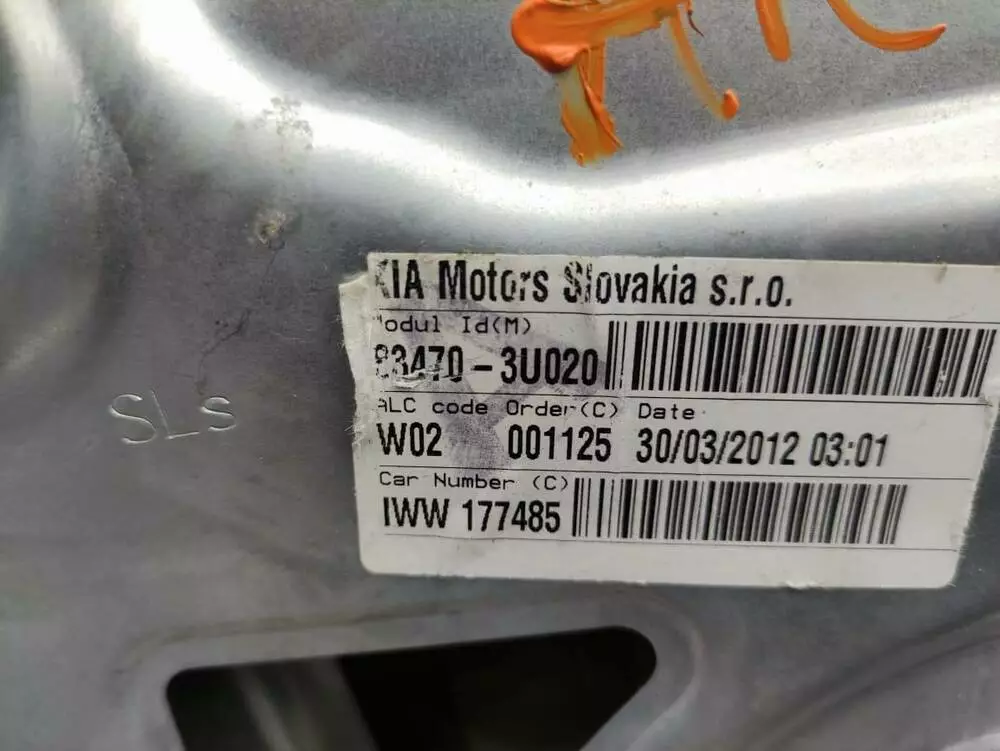 KIA Motors Slovakia s.r.o.
Modul Id(M)
83470-3U020
ALC code Order(C) Date
W02 001125 30/03/2012 03:01
Car Number (C)
IWW 177485
SLS